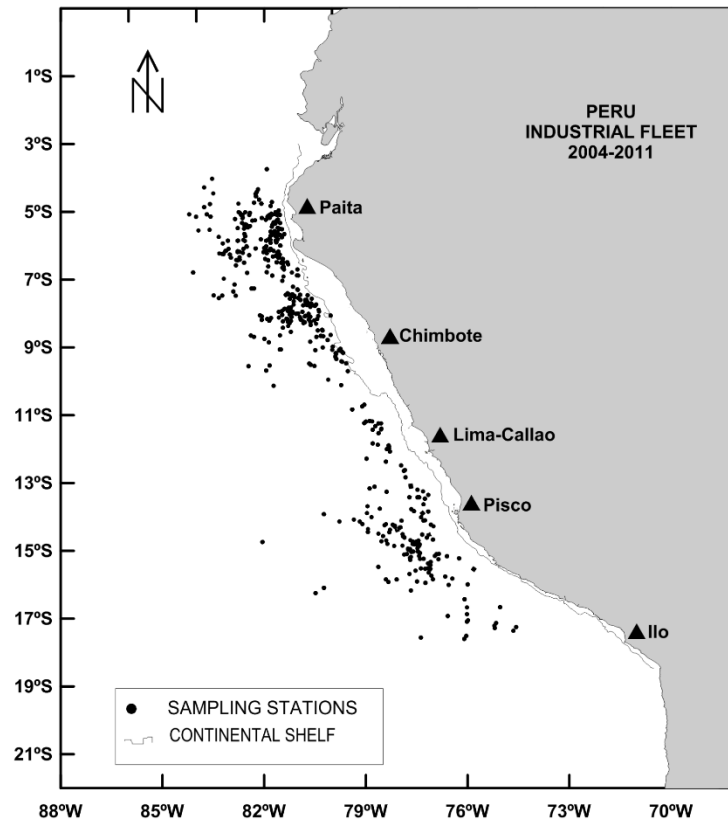 N
1ºS
3ºS
5ºS
7ºS
9ºS
11ºS
13ºS
15ºS
17ºS
19ºS
21ºS
PERU
INDUSTRIAL FLEET
2004-2011
Paita
Chimbote
Lima-Callao
Pisco
Ilo
SAMPLING STATIONS
CONTINENTAL SHELF
88ºW 85ºW 82ºW 79ºW 76ºW 73ºW 70ºW